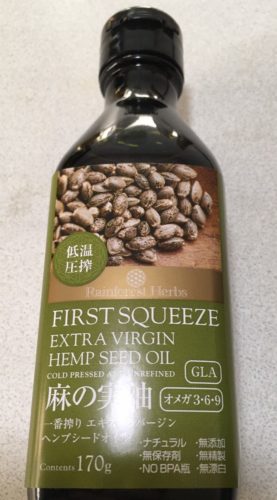 低温
圧搾
Rainforest Herbs
FIRST SQUEEZE
EXTRA VIRGIN
HEMP SEED OIL
COLD PRESSED AND UNREFINED
GLA
麻の実油
オメガ3・6・9
一番搾り エキストラバージン
ヘンプシードオイル
・ナチュラル ・無添加
・無保存剤 ・無精製
・NO BPA瓶 ・無漂白
Contents 170g